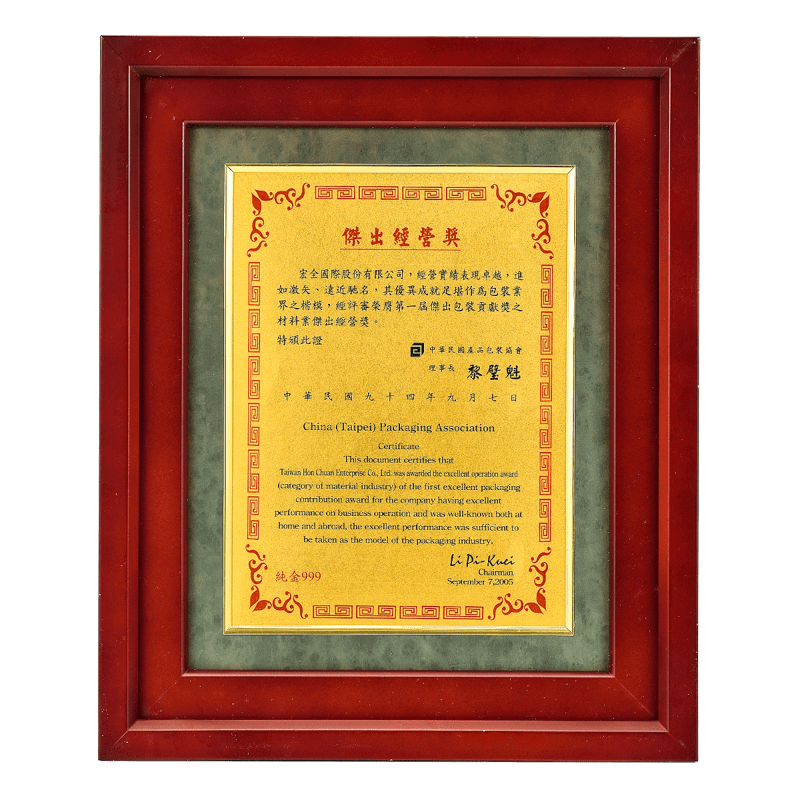 傑出經營獎
宏全國際股份有限公司，經營實績表現卓越，進
如激矢、遠近馳名，其優異成就足堪作為包裝業
界之楷模，經評審榮膺第一屆傑出包裝貢獻獎之
材料業傑出經營獎。
特頒此證
中華民國產品包裝協會
理事長 黎璧魁
中華民國九十四年九月七日
China (Taipei) Packaging Association
Certificate
This document certifies that
Taiwan Hon Chuan Enterprise Co., Ltd. was awarded the excellent operation award
(category of material industry) of the first excellent packaging
contribution award for the company having excellent
performance on business operation and was well-known both at
home and abroad, the excellent performance was sufficient to
be taken as the model of the packaging industry.
Li Pi-Kuei
Chairman
September 7,2005
純金999